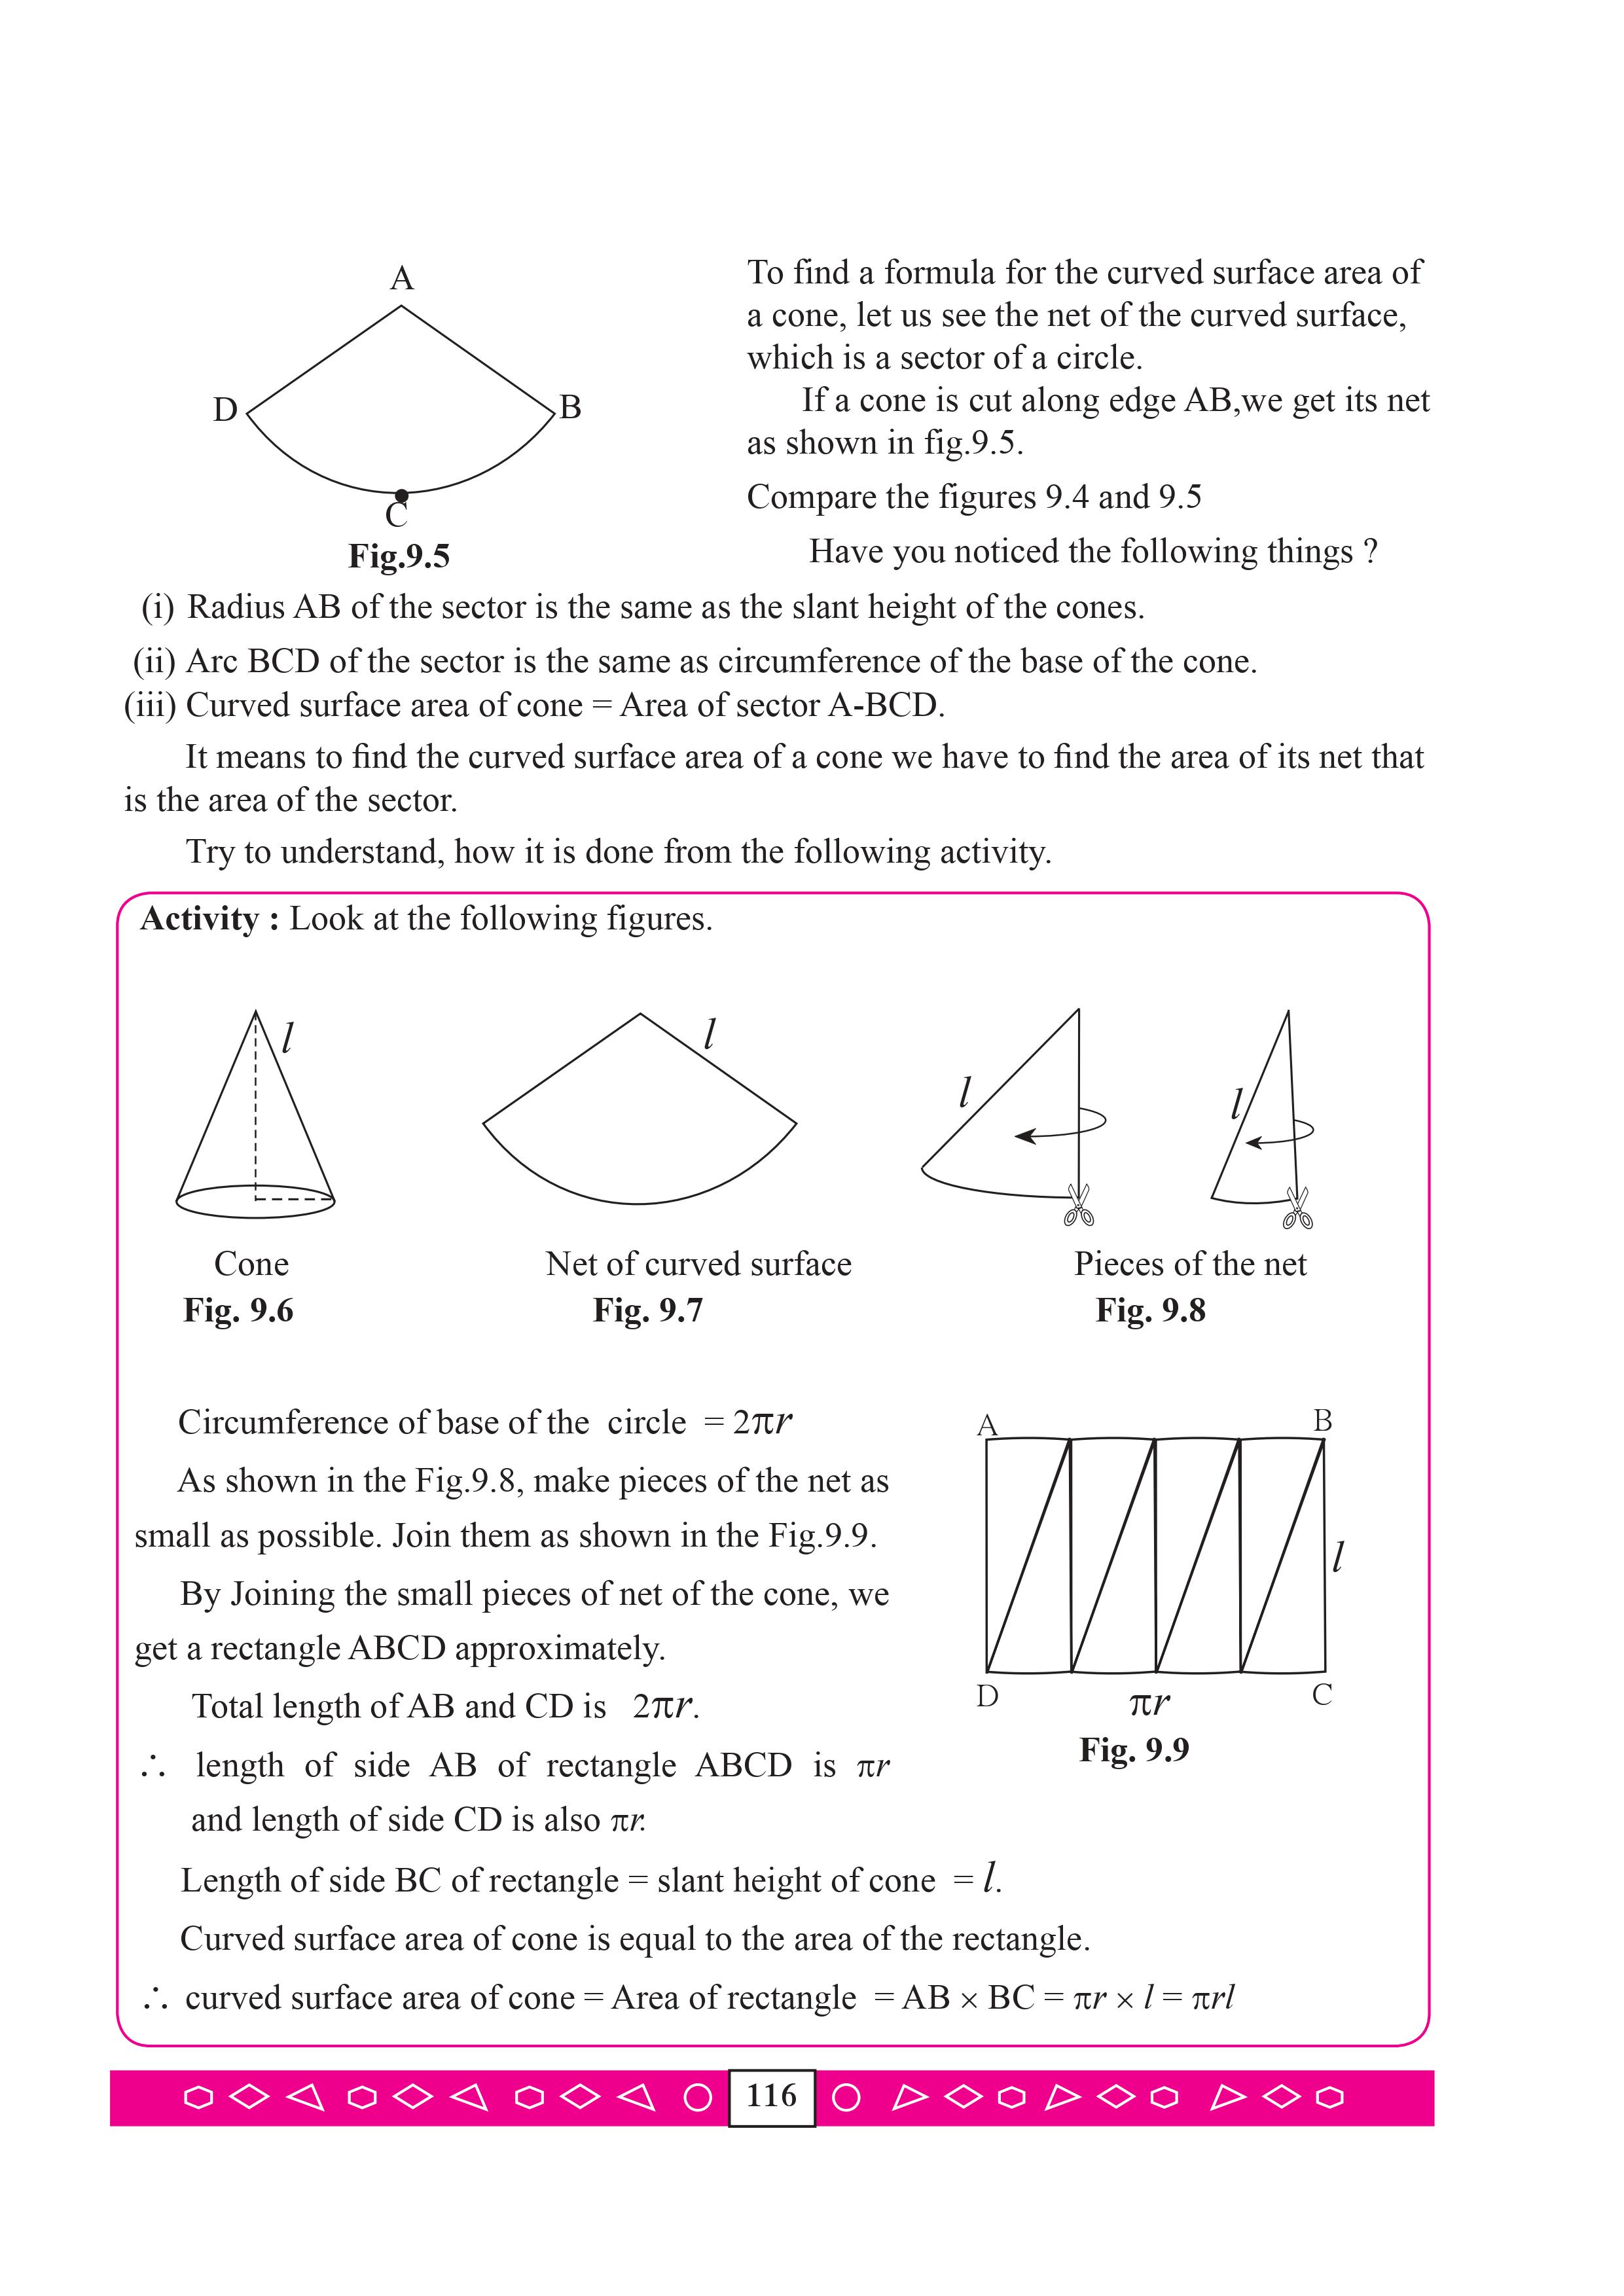 A
D
B
C
Fig.9.5
To find a formula for the curved surface area of
a cone, let us see the net of the curved surface,
which is a sector of a circle.
If a cone is cut along edge AB,we get its net
as shown in fig.9.5.
Compare the figures 9.4 and 9.5
Have you noticed the following things ?
(i) Radius AB of the sector is the same as the slant height of the cones.
(ii) Arc BCD of the sector is the same as circumference of the base of the cone.
(iii) Curved surface area of cone = Area of sector A-BCD.
It means to find the curved surface area of a cone we have to find the area of its net that
is the area of the sector.
Try to understand, how it is done from the following activity.
Activity : Look at the following figures.
l
l
l
l
Cone
Net of curved surface
Pieces of the net
Fig. 9.6
Fig. 9.7
Fig. 9.8
Circumference of base of the circle = 2πr
As shown in the Fig.9.8, make pieces of the net as
small as possible. Join them as shown in the Fig.9.9.
By Joining the small pieces of net of the cone, we
get a rectangle ABCD approximately.
Total length of AB and CD is 2πr.
∴ length of side AB of rectangle ABCD is πr
and length of side CD is also πr.
A
B
l
D
πr
C
Fig. 9.9
Length of side BC of rectangle = slant height of cone = l.
Curved surface area of cone is equal to the area of the rectangle.
∴ curved surface area of cone = Area of rectangle = AB × BC = πr × l = πrl
116